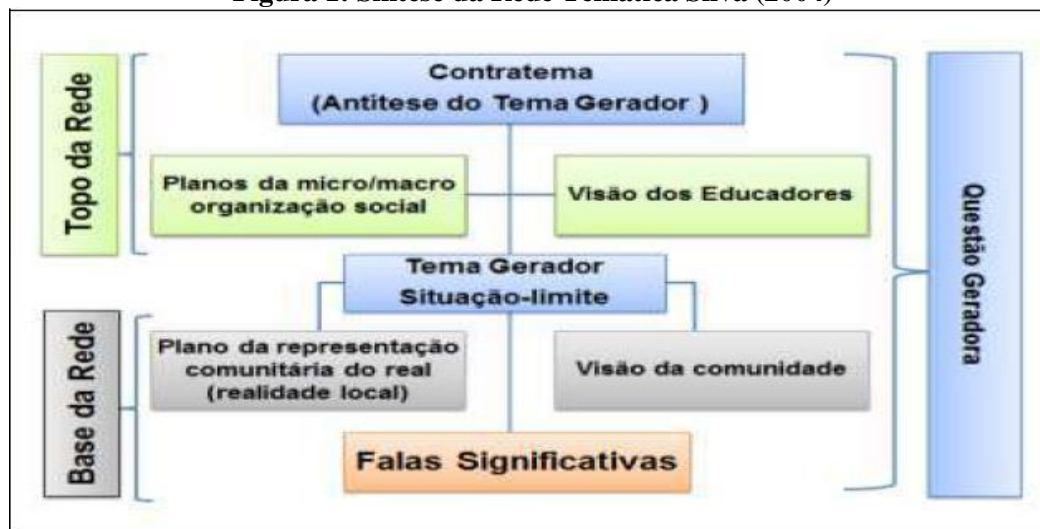 Figura 1: Síntese da Rede Temática Silva (2004)
Topo da Rede
Contratema
(Antítese do Tema Gerador )
Planos da micro/macro
organização social
Visão dos Educadores
Tema Gerador
Situação-limite
Base da Rede
Plano da representação
comunitária do real
(realidade local)
Visão da comunidade
Falas Significativas
Questão Geradora